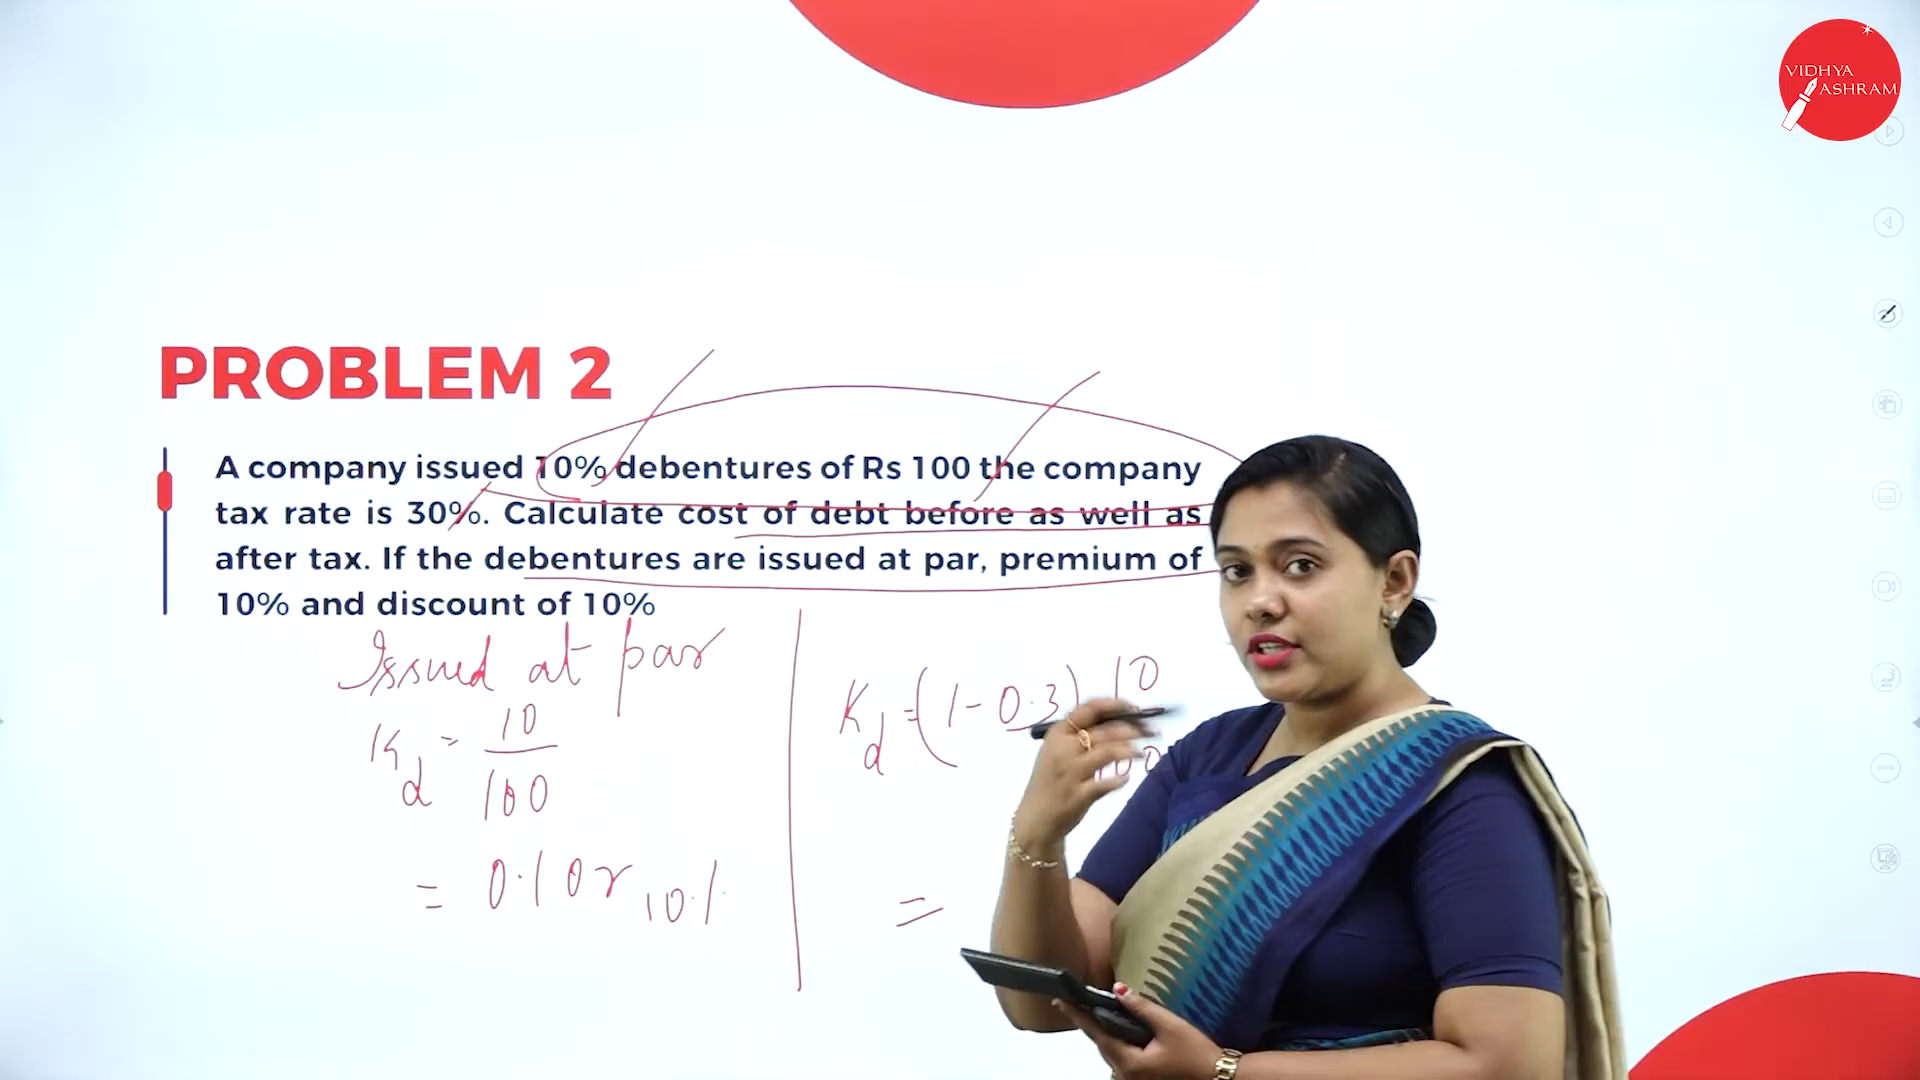 VIDHYA
ASHRAM
PROBLEM 2
A company issued 10% debentures of Rs 100 the company
tax rate is 30%. Calculate cost of debt before as well as
after tax. If the debentures are issued at par, premium of
10% and discount of 10%
Issued at par
Kd = 10
100
= 0.1 or 10%
Kd = (1 - 0.3) 10
100
=